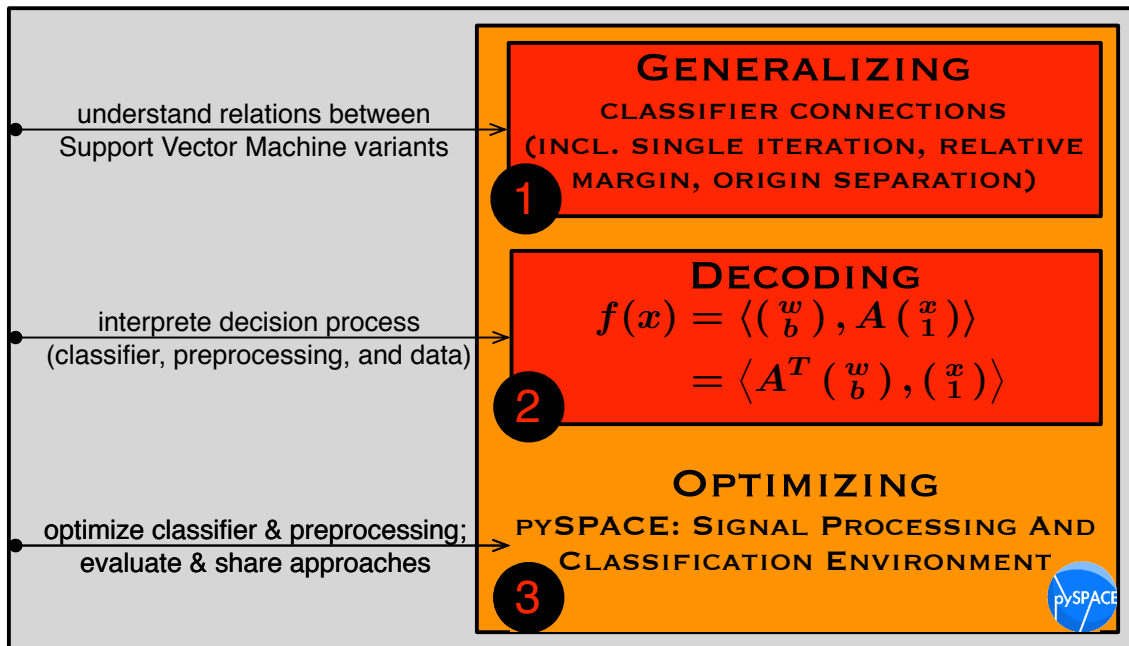 understand relations between
Support Vector Machine variants
GENERALIZING
CLASSIFIER CONNECTIONS
(INCL. SINGLE ITERATION, RELATIVE
MARGIN, ORIGIN SEPARATION)
1
interprete decision process
(classifier, preprocessing, and data)
DECODING
f(x) = ⟨(w b), A (x 1)⟩
= ⟨A^T (w b), (x 1)⟩
2
optimize classifier & preprocessing;
evaluate & share approaches
OPTIMIZING
PYSPACE: SIGNAL PROCESSING AND
CLASSIFICATION ENVIRONMENT
3
pySPACE